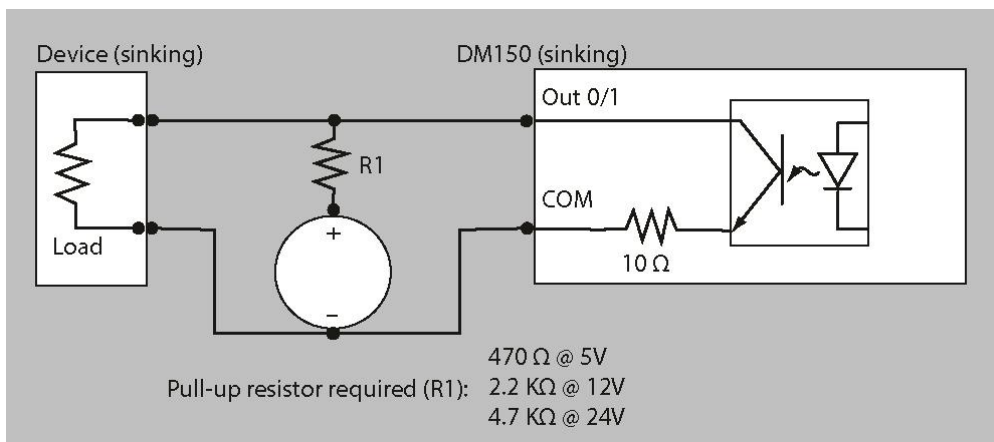 Device (sinking)
DM150 (sinking)
Out 0/1
R1
COM
+
Load
10 Ω
−
470 Ω @ 5V
Pull-up resistor required (R1): 2.2 KΩ @ 12V
4.7 KΩ @ 24V